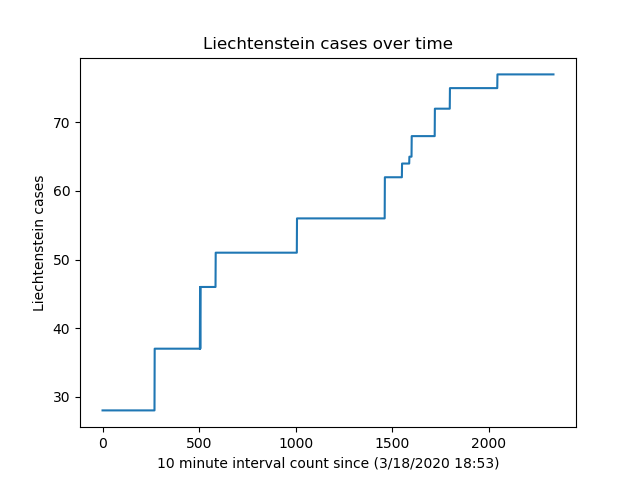 Liechtenstein cases over time
70
60
50
40
30
Liechtenstein cases
0 500 1000 1500 2000
10 minute interval count since (3/18/2020 18:53)